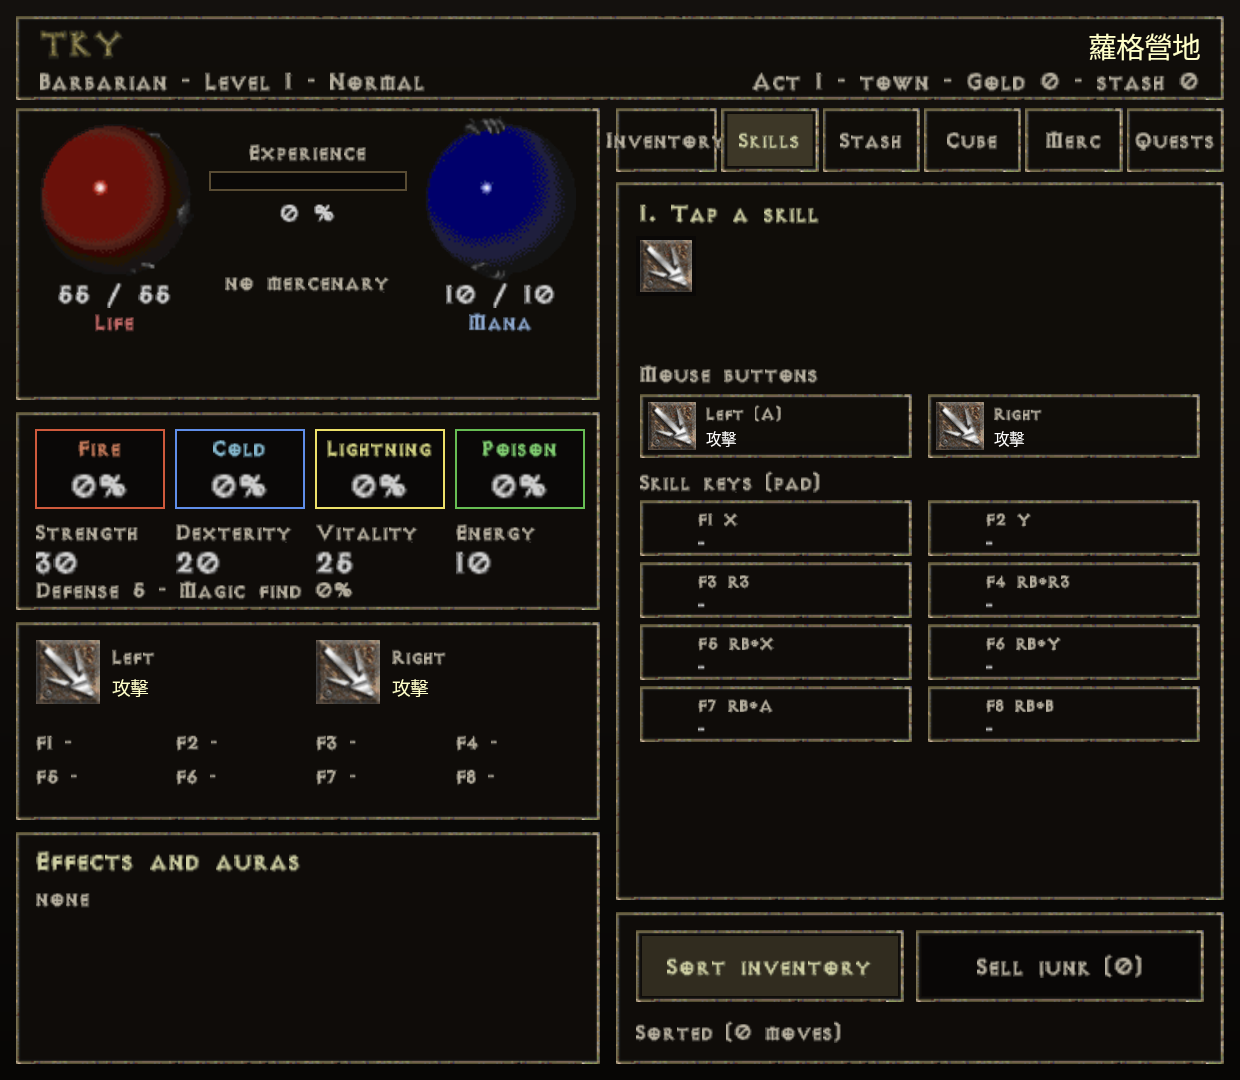 TKY
蘿格營地
Barbarian - Level 1 - Normal
Act 1 - town - Gold 0 - stash 0
Experience
0 %
55 / 55
Life
no mercenary
10 / 10
Mana
Fire
0%
Cold
0%
Lightning
0%
Poison
0%
Strength
30
Dexterity
20
Vitality
25
Energy
10
Defense 5 - Magic find 0%
Left
攻擊
Right
攻擊
F1 -
F2 -
F3 -
F4 -
F5 -
F6 -
F7 -
F8 -
Effects and auras
none
Inventory
Skills
Stash
Cube
Merc
Quests
1. Tap a skill
Mouse buttons
Left (A)
攻擊
Right
攻擊
Skill keys (pad)
F1 X
-
F2 Y
-
F3 R3
-
F4 RB+R3
-
F5 RB+X
-
F6 RB+Y
-
F7 RB+A
-
F8 RB+B
-
Sort inventory
Sell junk (0)
Sorted (0 moves)